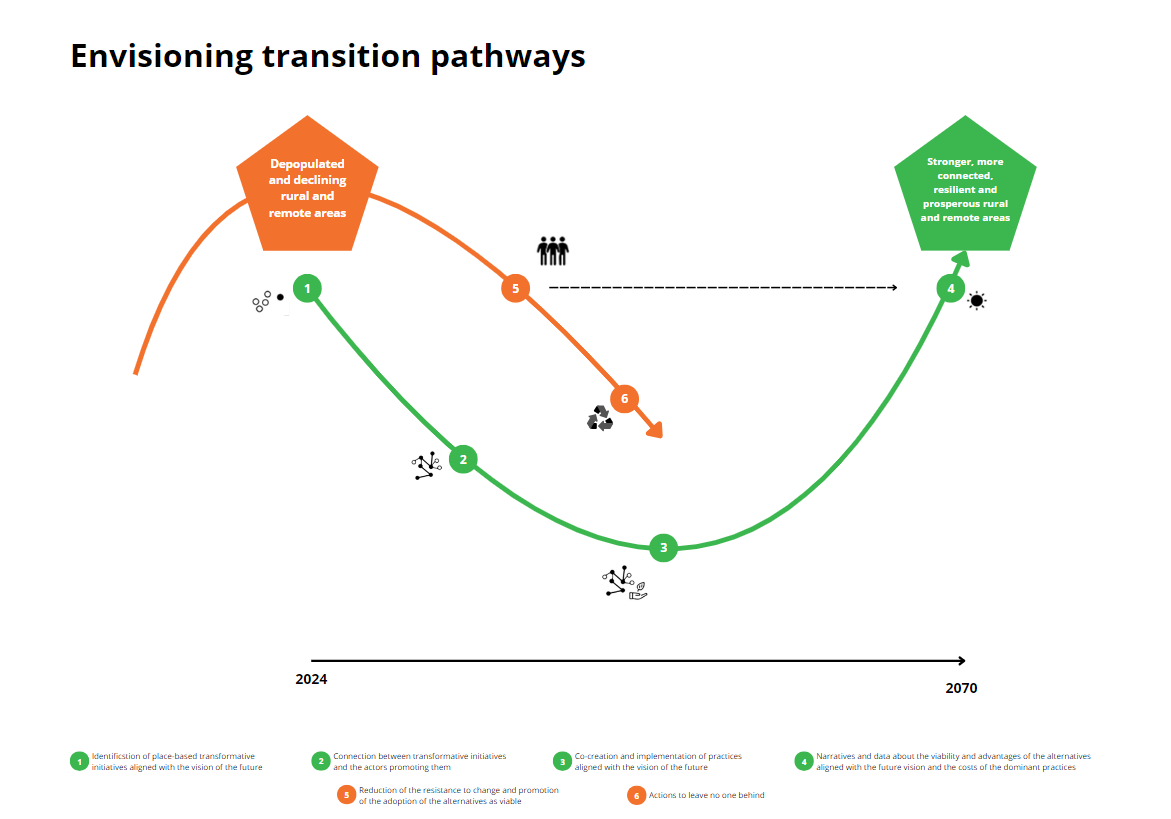 Envisioning transition pathways
Depopulated
and declining
rural and
remote areas
Stronger, more
connected,
resilient and
prosperous rural
and remote areas
1
5
4
6
2
3
2024
2070
1 Identificstion of place-based transformative
initiatives aligned with the vision of the future
2 Connection between transformative initiatives
and the actors promoting them
3 Co-creation and implementation of practices
aligned with the vision of the future
4 Narratives and data about the viability and advantages of the alternatives
aligned with the future vision and the costs of the dominant practices
5 Reduction of the resistance to change and promotion
of the adoption of the alternatives as viable
6 Actions to leave no one behind